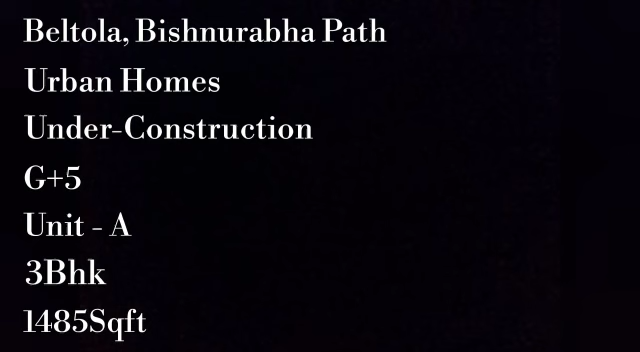 Beltola, Bishnurabha Path
Urban Homes
Under-Construction
G+5
Unit - A
3Bhk
1485Sqft